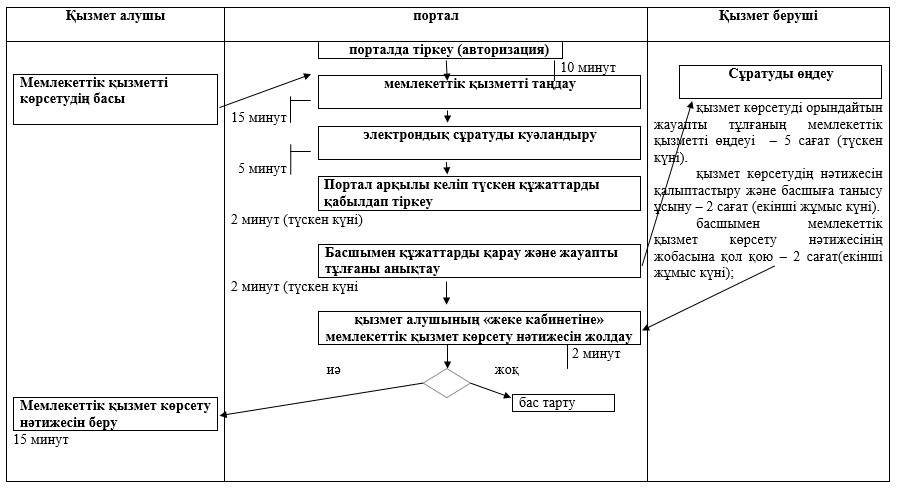 Қызмет алушы
портал
Қызмет беруші
порталда тіркеу (авторизация)
10 минут
Мемлекеттік қызметті
көрсетудің басы
мемлекеттік қызметті таңдау
15 минут
электрондық сұратуды куәландыру
5 минут
Портал арқылы келіп түскен құжаттарды
қабылдап тіркеу
2 минут (түскен күні)
Басшымен құжаттарды қарау және жауапты
тұлғаны анықтау
2 минут (түскен күні
қызмет алушының «жеке кабинетіне»
мемлекеттік қызмет көрсету нәтижесін жолдау
2 минут
иә
жоқ
бас тарту
Мемлекеттік қызмет көрсету
нәтижесін беру
15 минут
Сұратуды өңдеу
қызмет көрсетуді орындайтын
жауапты тұлғаның мемлекеттік
қызметті өңдеуі – 5 сағат (түскен
күні).
қызмет көрсетудің нәтижесін
қалыптастыру және басшыға танысу
ұсыну – 2 сағат (екінші жұмыс күні).
басшымен мемлекеттік
қызмет көрсету нәтижесінің
жобасына қол қою – 2 сағат(екінші
жұмыс күні);